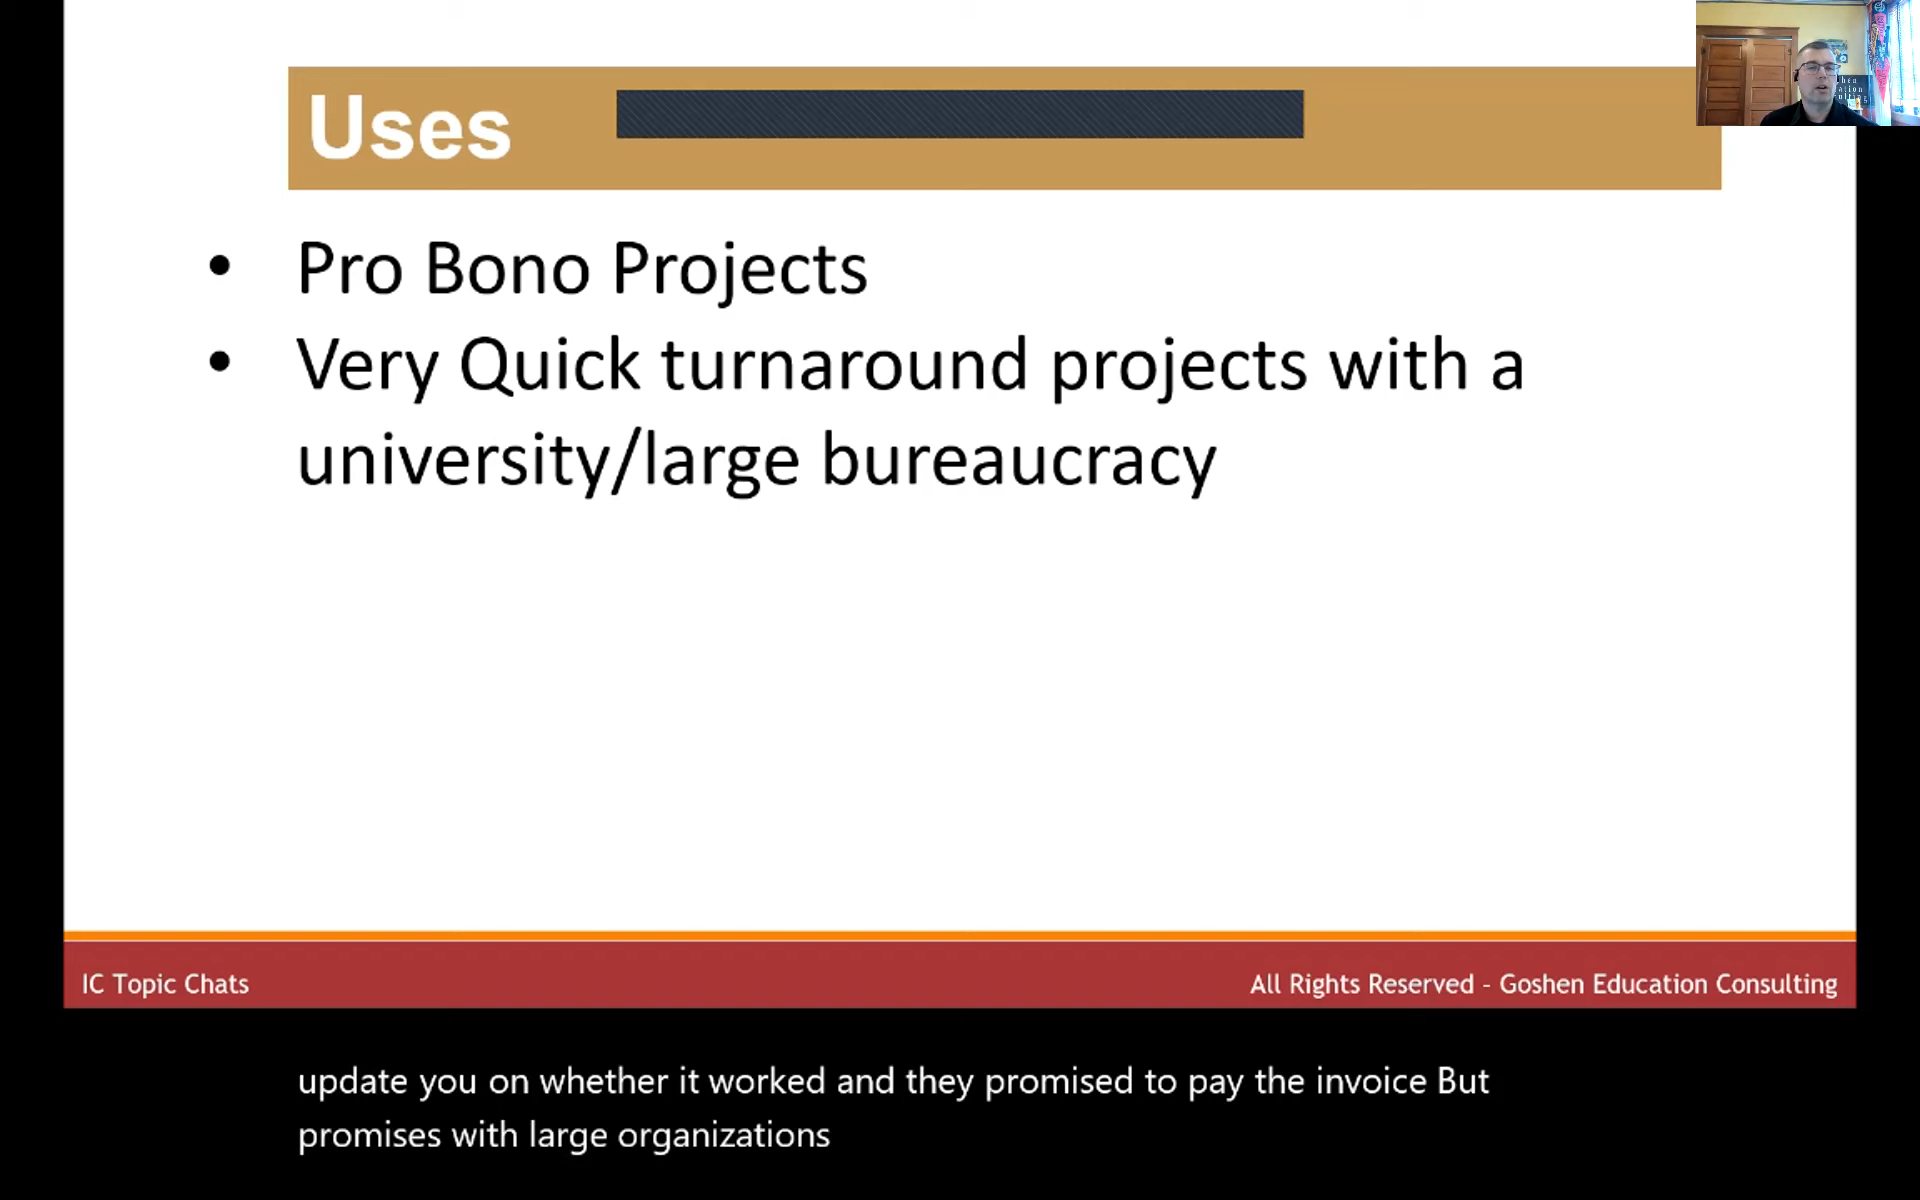 Uses
• Pro Bono Projects
• Very Quick turnaround projects with a
university/large bureaucracy
IC Topic Chats
All Rights Reserved - Goshen Education Consulting
update you on whether it worked and they promised to pay the invoice But
promises with large organizations